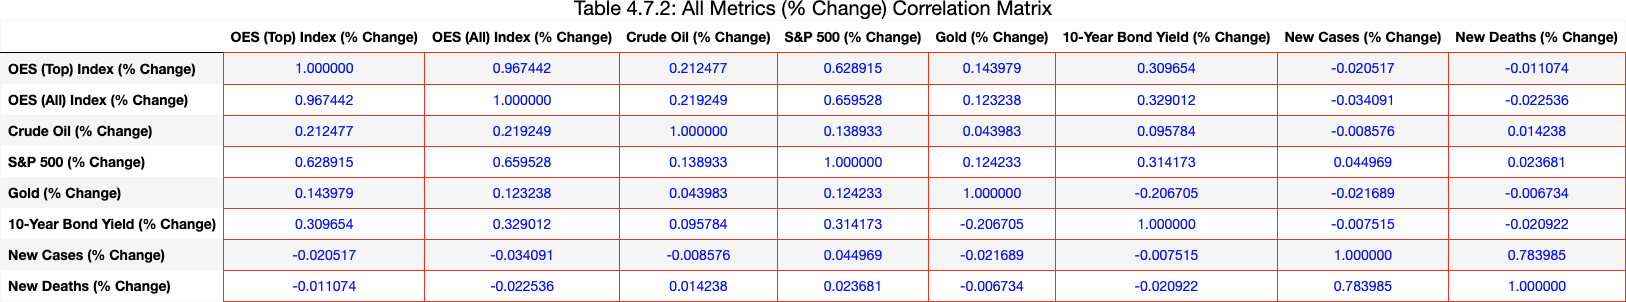 Table 4.7.2: All Metrics (% Change) Correlation Matrix
OES (Top) Index (% Change) OES (All) Index (% Change) Crude Oil (% Change) S&P 500 (% Change) Gold (% Change) 10-Year Bond Yield (% Change) New Cases (% Change) New Deaths (% Change)
OES (Top) Index (% Change) 1.000000 0.967442 0.212477 0.628915 0.143979 0.309654 -0.020517 -0.011074
OES (All) Index (% Change) 0.967442 1.000000 0.219249 0.659528 0.123238 0.329012 -0.034091 -0.022536
Crude Oil (% Change) 0.212477 0.219249 1.000000 0.138933 0.043983 0.095784 -0.008576 0.014238
S&P 500 (% Change) 0.628915 0.659528 0.138933 1.000000 0.124233 0.314173 0.044969 0.023681
Gold (% Change) 0.143979 0.123238 0.043983 0.124233 1.000000 -0.206705 -0.021689 -0.006734
10-Year Bond Yield (% Change) 0.309654 0.329012 0.095784 0.314173 -0.206705 1.000000 -0.007515 -0.020922
New Cases (% Change) -0.020517 -0.034091 -0.008576 0.044969 -0.021689 -0.007515 1.000000 0.783985
New Deaths (% Change) -0.011074 -0.022536 0.014238 0.023681 -0.006734 -0.020922 0.783985 1.000000